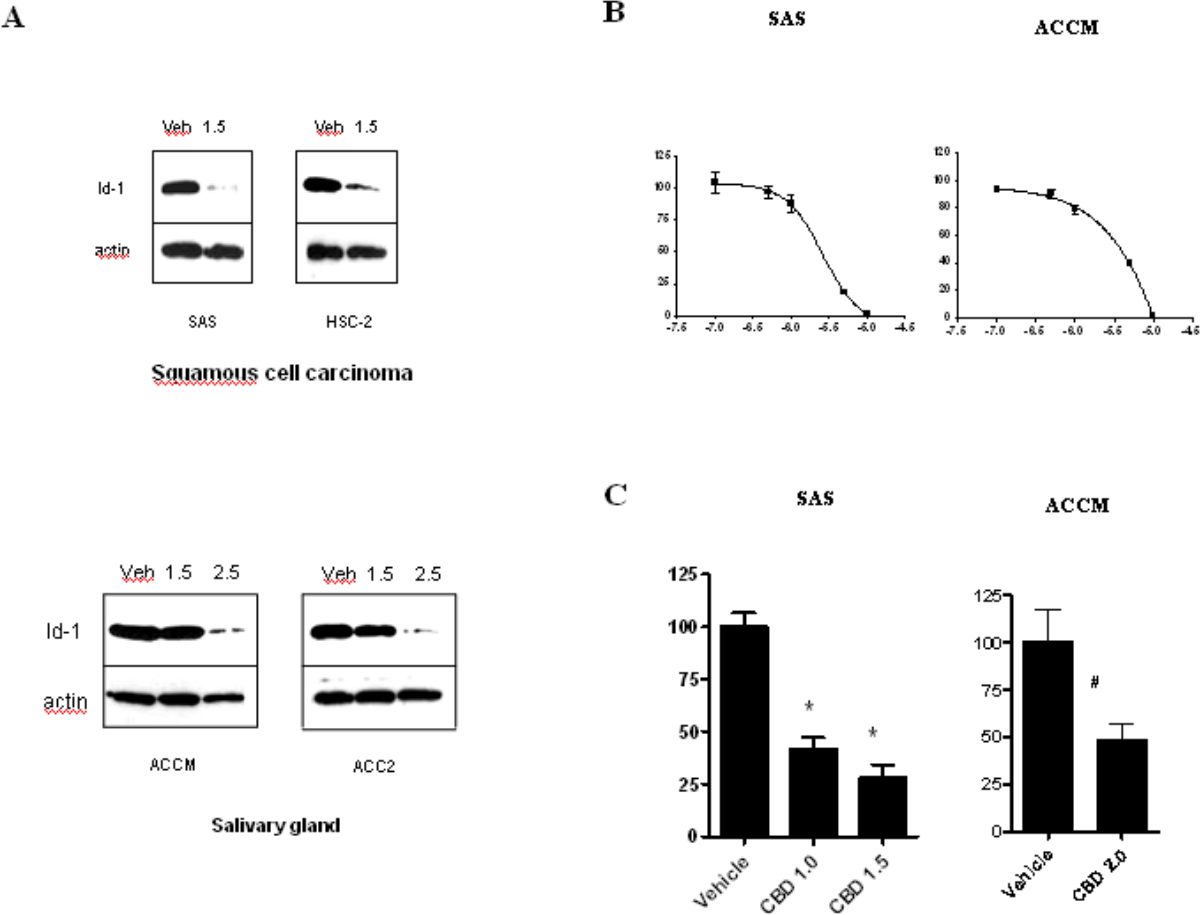 A
Veh 1.5
Veh 1.5
Id-1
actin
SAS
HSC-2
Squamous cell carcinoma
Veh 1.5 2.5
Veh 1.5 2.5
Id-1
actin
ACCM
ACC2
Salivary gland
B
SAS
ACCM
125
100
75
50
25
0
-7.5 -7.0 -6.5 -6.0 -5.5 -5.0 -4.5
120
100
80
60
40
20
0
-7.5 -7.0 -6.5 -6.0 -5.5 -5.0 -4.5
C
SAS
ACCM
125
100
75
50
25
0
*
*
Vehicle
CBD 1.0
CBD 1.5
125
100
75
50
25
0
#
Vehicle
CBD 2.0